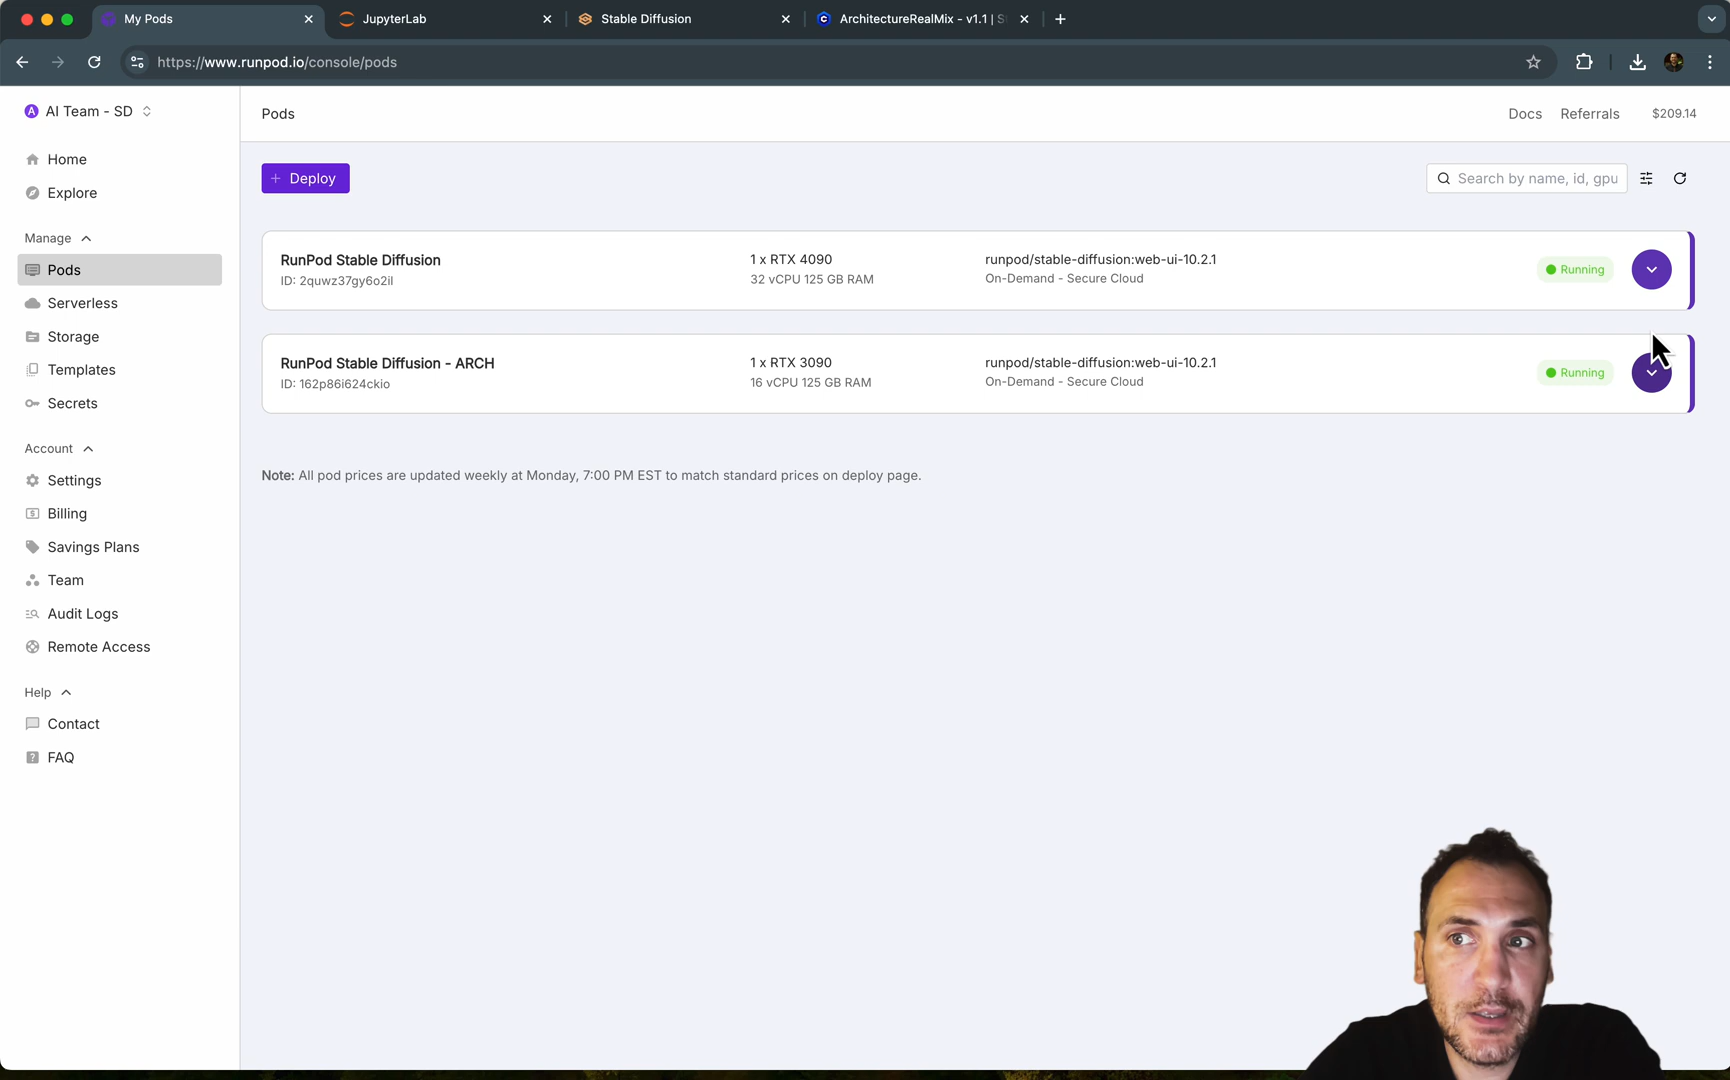 My Pods
JupyterLab
Stable Diffusion
ArchitectureRealMix - v1.1 | S
https://www.runpod.io/console/pods
A
AI Team - SD
Home
Explore
Manage
Pods
Serverless
Storage
Templates
Secrets
Account
Settings
Billing
Savings Plans
Team
Audit Logs
Remote Access
Help
Contact
FAQ
Pods
Docs
Referrals
$209.14
+ Deploy
Search by name, id, gpu
RunPod Stable Diffusion
ID: 2quwz37gy6o2il
1 x RTX 4090
32 vCPU 125 GB RAM
runpod/stable-diffusion:web-ui-10.2.1
On-Demand - Secure Cloud
Running
RunPod Stable Diffusion - ARCH
ID: 162p86i624ckio
1 x RTX 3090
16 vCPU 125 GB RAM
runpod/stable-diffusion:web-ui-10.2.1
On-Demand - Secure Cloud
Running
Note: All pod prices are updated weekly at Monday, 7:00 PM EST to match standard prices on deploy page.